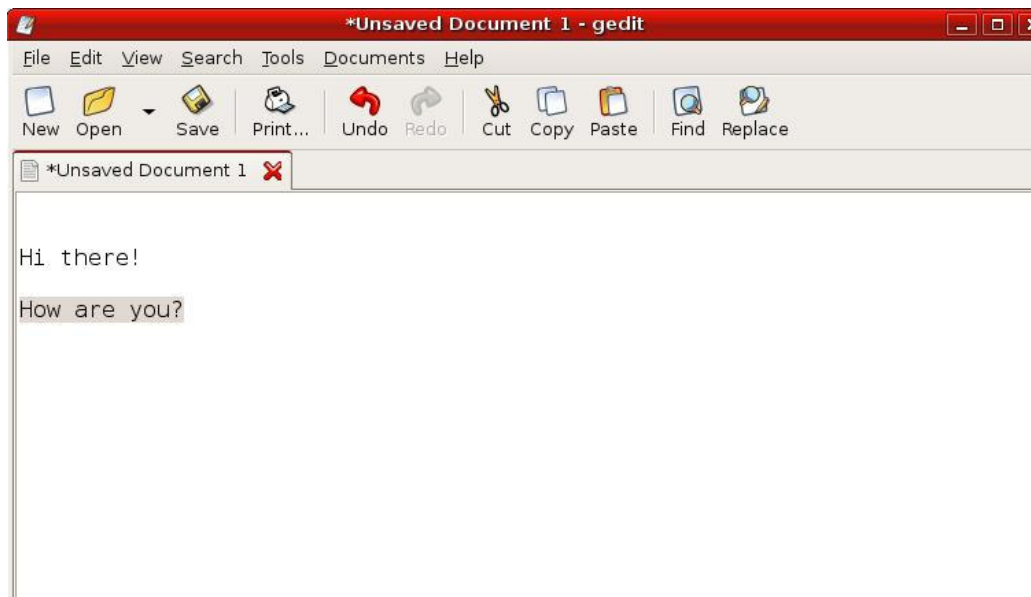 *Unsaved Document 1 - gedit
File Edit View Search Tools Documents Help
New Open Save Print... Undo Redo Cut Copy Paste Find Replace
*Unsaved Document 1
Hi there!
How are you?